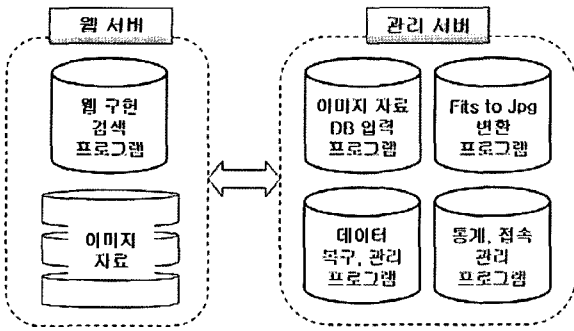 웹 서버
관리 서버
웹 구현
검색
프로그램
이미지
자료
이미지 자료
DB 입력
프로그램
Fits to Jpg
변환
프로그램
데이터
복구, 관리
프로그램
통계, 접속
관리
프로그램